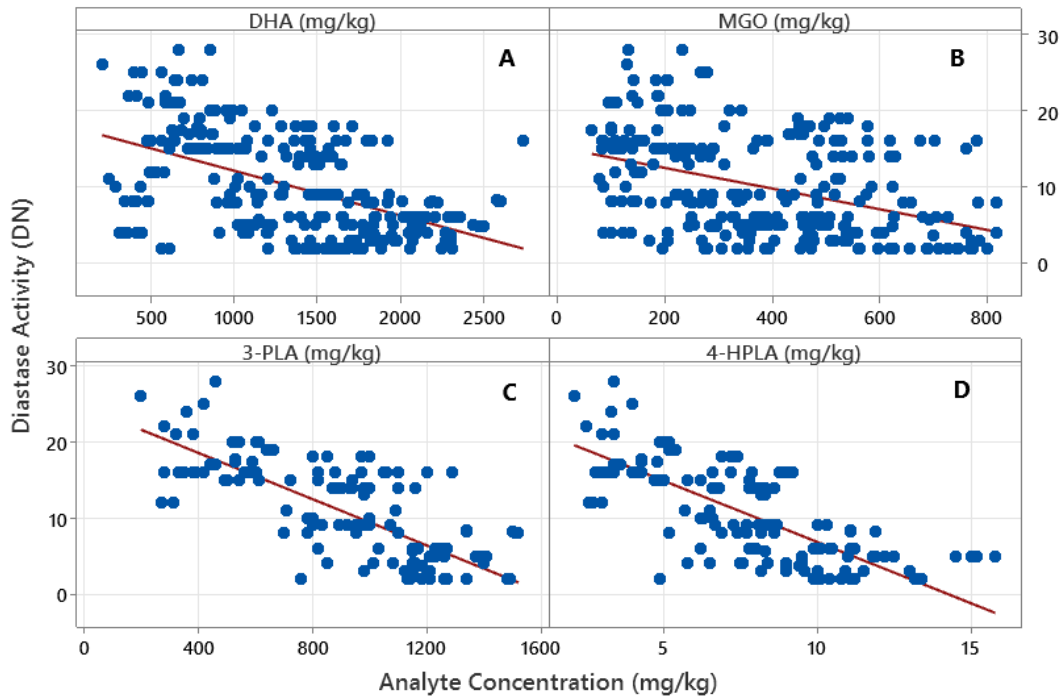 DHA (mg/kg)
MGO (mg/kg)
A
B
30
20
10
0
500
1000
1500
2000
2500
0
200
400
600
800
3-PLA (mg/kg)
4-HPLA (mg/kg)
C
D
30
20
10
0
0
400
800
1200
1600
5
10
15
Diastase Activity (DN)
Analyte Concentration (mg/kg)